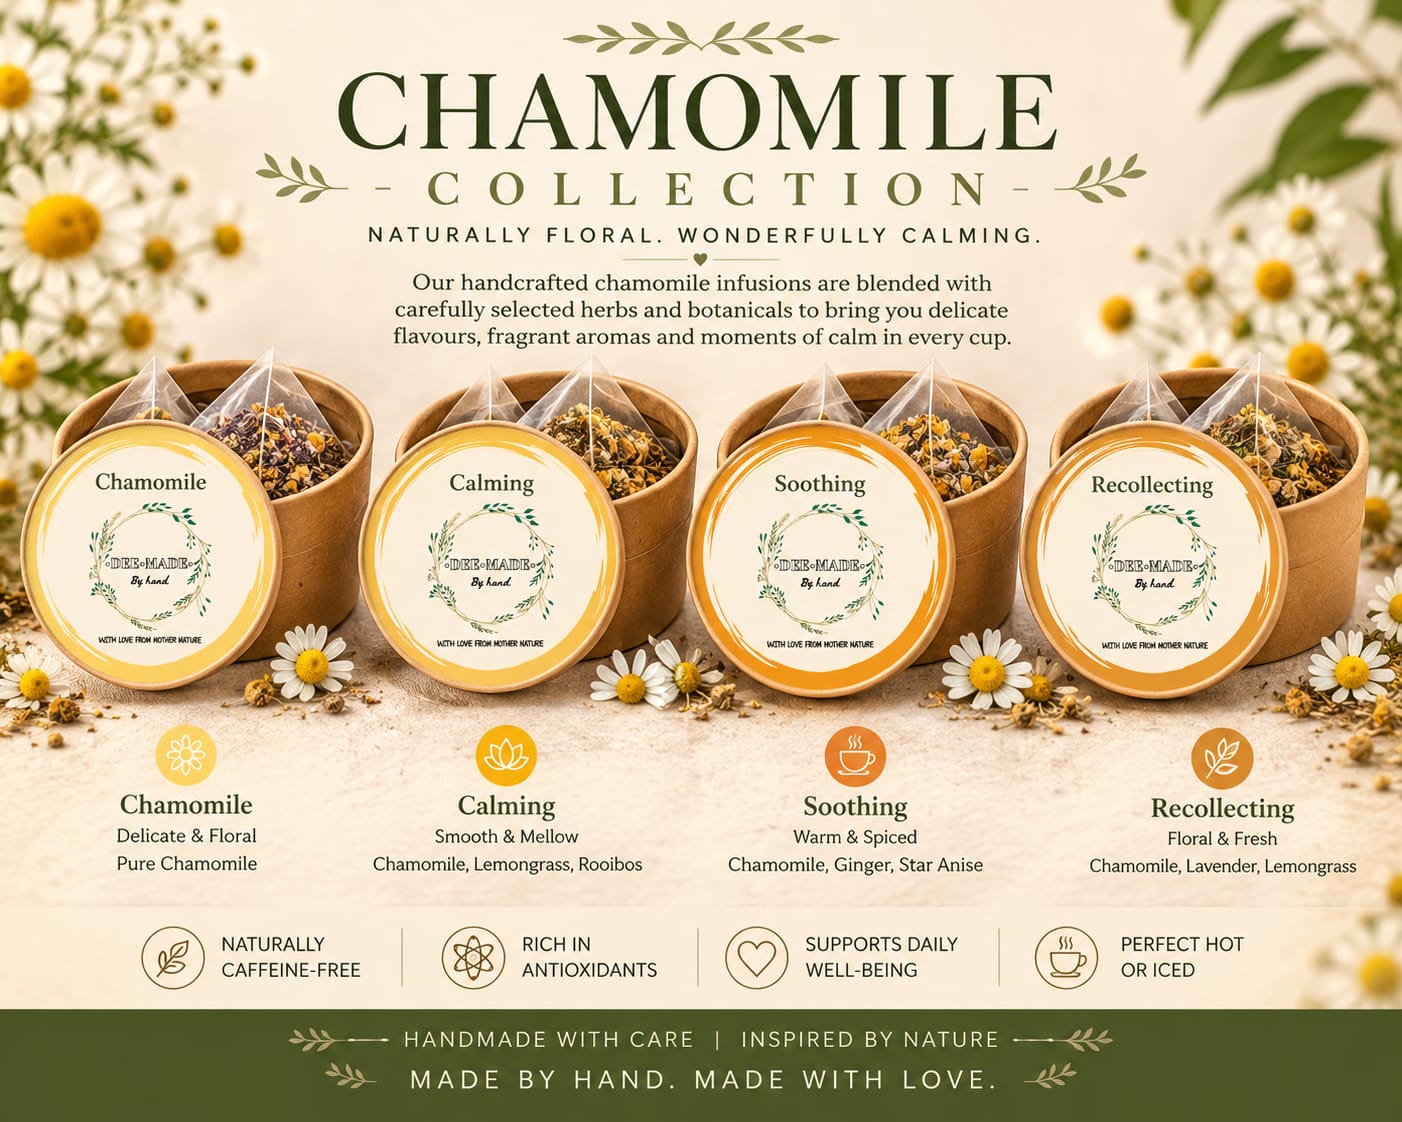 CHAMOMILE
- COLLECTION -
NATURALLY FLORAL. WONDERFULLY CALMING.
Our handcrafted chamomile infusions are blended with
carefully selected herbs and botanicals to bring you delicate
flavours, fragrant aromas and moments of calm in every cup.
Chamomile
DEE•MADE
By hand
WITH LOVE FROM MOTHER NATURE
Calming
DEE•MADE
By hand
WITH LOVE FROM MOTHER NATURE
Soothing
DEE•MADE
By hand
WITH LOVE FROM MOTHER NATURE
Recollecting
DEE•MADE
By hand
WITH LOVE FROM MOTHER NATURE
Chamomile
Delicate & Floral
Pure Chamomile
Calming
Smooth & Mellow
Chamomile, Lemongrass, Rooibos
Soothing
Warm & Spiced
Chamomile, Ginger, Star Anise
Recollecting
Floral & Fresh
Chamomile, Lavender, Lemongrass
NATURALLY
CAFFEINE-FREE
RICH IN
ANTIOXIDANTS
SUPPORTS DAILY
WELL-BEING
PERFECT HOT
OR ICED
HANDMADE WITH CARE | INSPIRED BY NATURE
MADE BY HAND. MADE WITH LOVE.